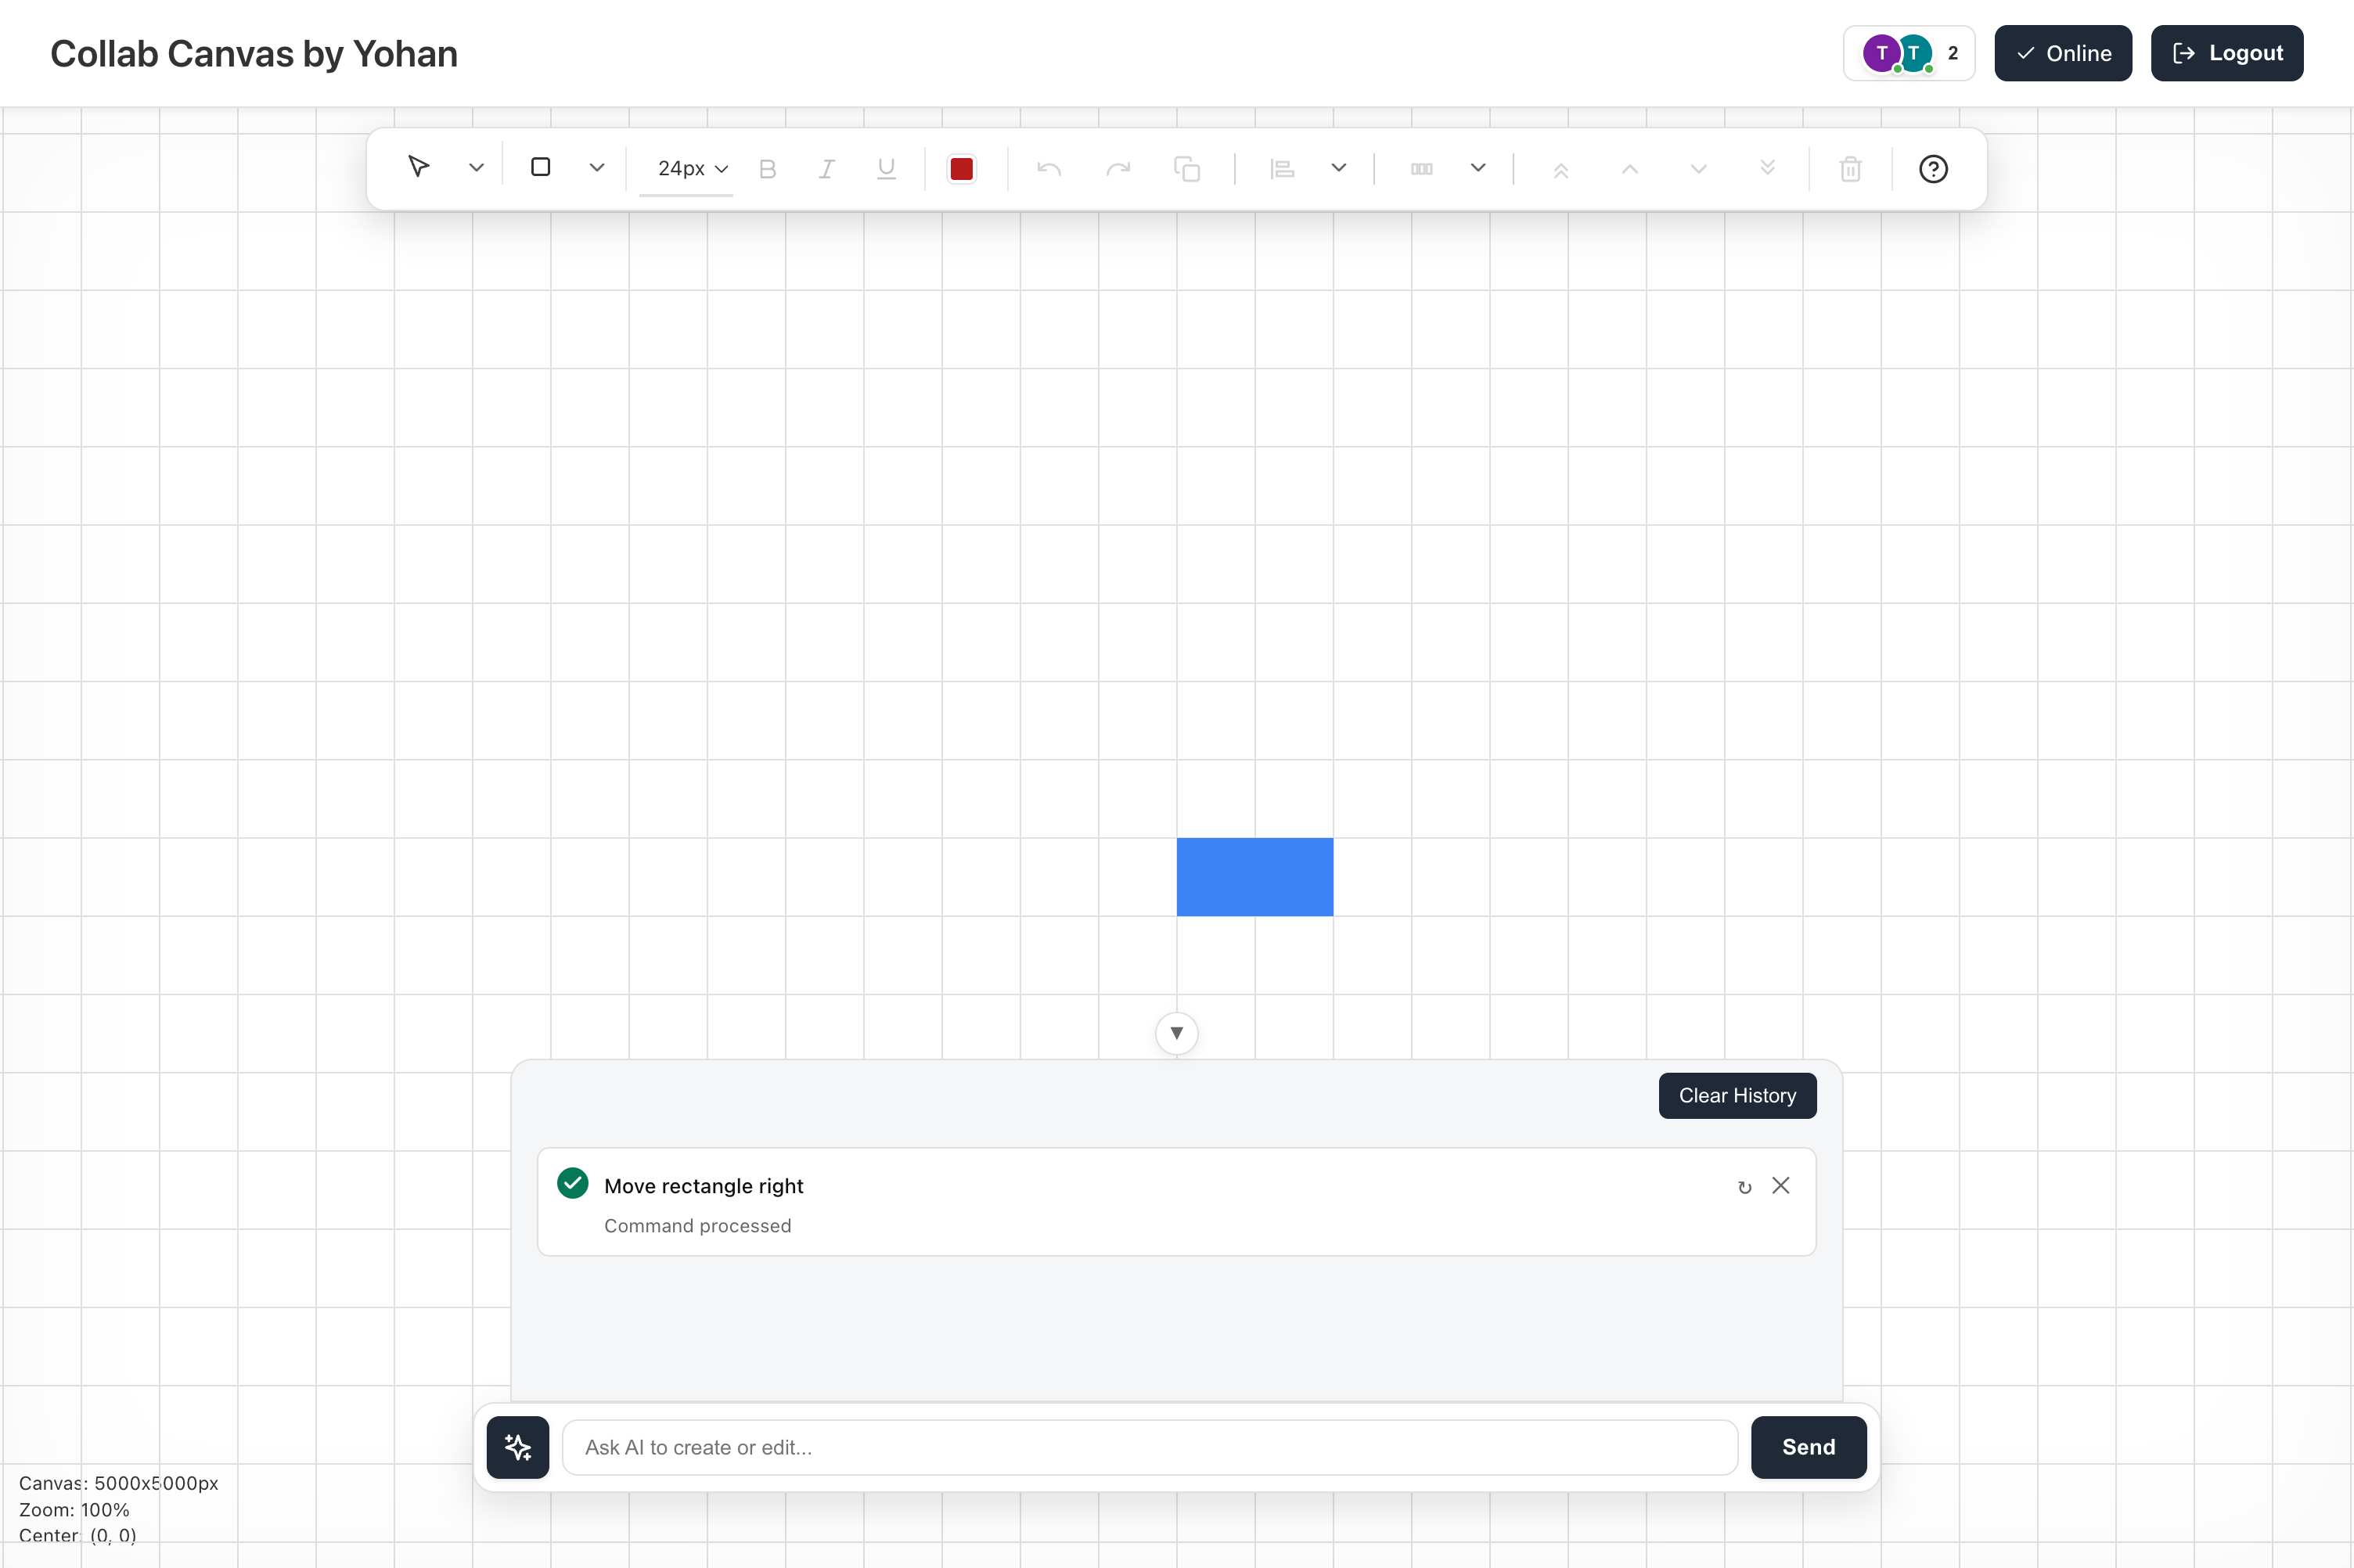 Collab Canvas by Yohan
T T 2
Online
Logout
24px
B I U
Clear History
Move rectangle right
Command processed
Ask AI to create or edit...
Send
Canvas: 5000x5000px
Zoom: 100%
Center: (0, 0)